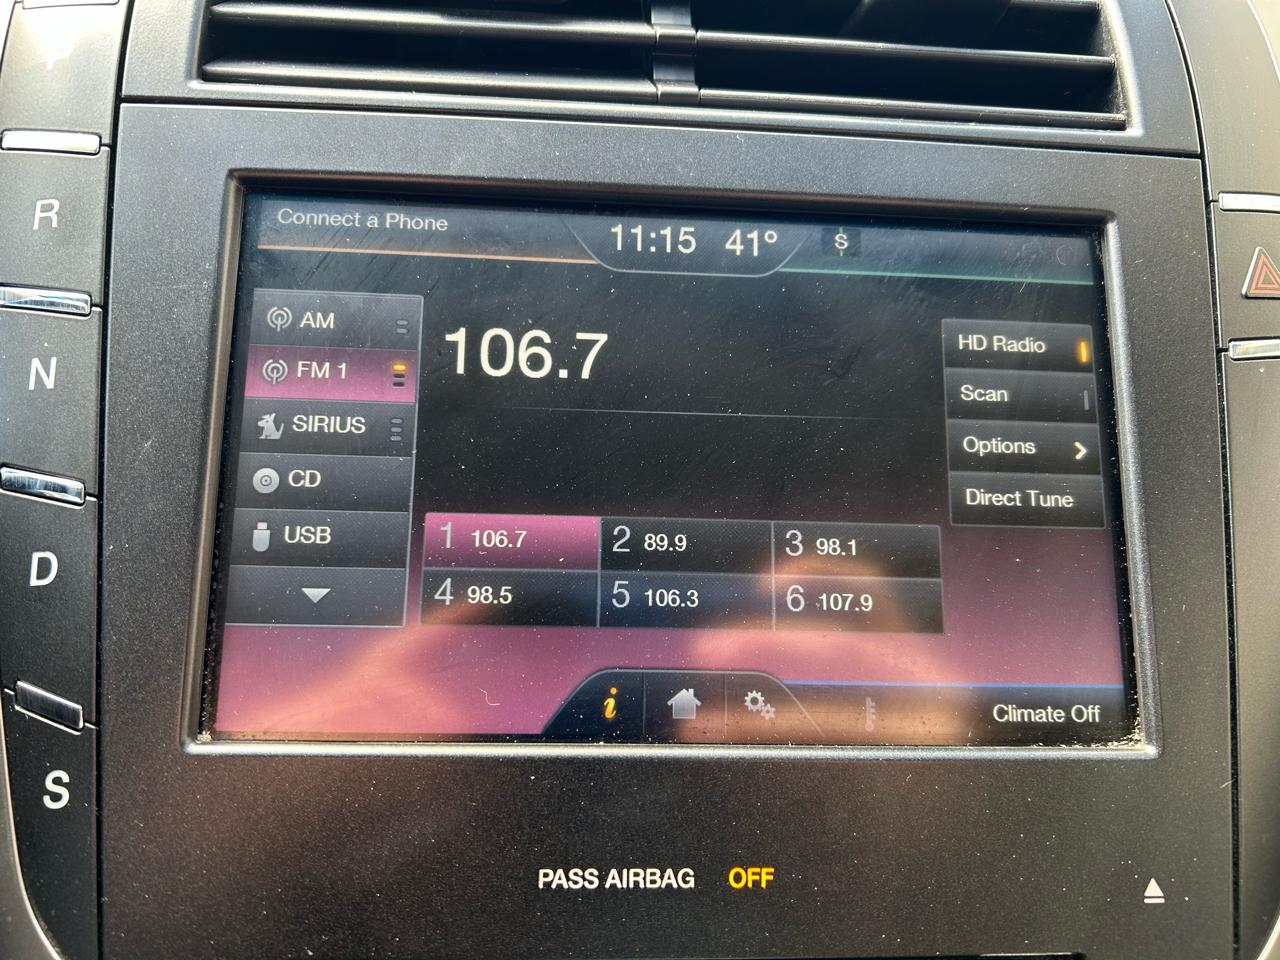 Connect a Phone
11:15 41° S
AM
FM 1
SIRIUS
CD
USB
106.7
HD Radio
Scan
Options
Direct Tune
1 106.7 2 89.9 3 98.1
4 98.5 5 106.3 6 107.9
i
Climate Off
R
N
D
S
PASS AIRBAG OFF